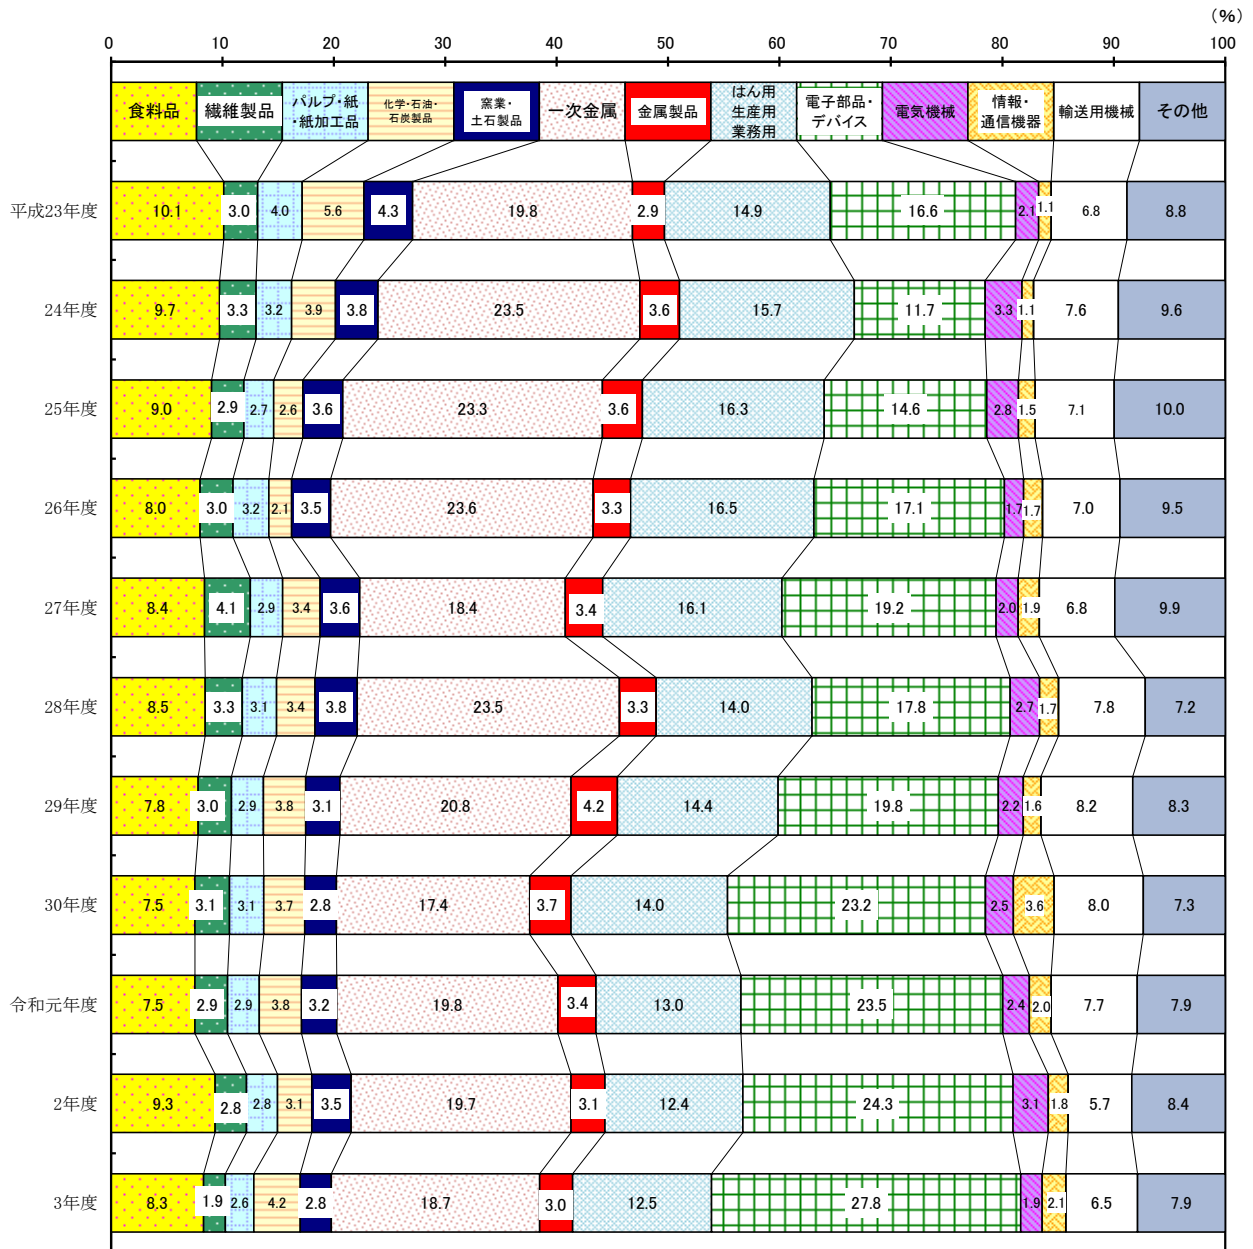 (%)
0 10 20 30 40 50 60 70 80 90 100
食料品 繊維製品 パルプ・紙・紙加工品 化学・石油・石炭製品 窯業・土石製品 一次金属 金属製品 はん用生産用業務用 電子部品・デバイス 電気機械 情報・通信機器 輸送用機械 その他
平成23年度 10.1 3.0 4.0 5.6 4.3 19.8 2.9 14.9 16.6 2.1 1.1 6.8 8.8
24年度 9.7 3.3 3.2 3.9 3.8 23.5 3.6 15.7 11.7 3.3 1.1 7.6 9.6
25年度 9.0 2.9 2.7 2.6 3.6 23.3 3.6 16.3 14.6 2.8 1.5 7.1 10.0
26年度 8.0 3.0 3.2 2.1 3.5 23.6 3.3 16.5 17.1 1.7 1.7 7.0 9.5
27年度 8.4 4.1 2.9 3.4 3.6 18.4 3.4 16.1 19.2 2.0 1.9 6.8 9.9
28年度 8.5 3.3 3.1 3.4 3.8 23.5 3.3 14.0 17.8 2.7 1.7 7.8 7.2
29年度 7.8 3.0 2.9 3.8 3.1 20.8 4.2 14.4 19.8 2.2 1.6 8.2 8.3
30年度 7.5 3.1 3.1 3.7 2.8 17.4 3.7 14.0 23.2 2.5 3.6 8.0 7.3
令和元年度 7.5 2.9 2.9 3.8 3.2 19.8 3.4 13.0 23.5 2.4 2.0 7.7 7.9
2年度 9.3 2.8 2.8 3.1 3.5 19.7 3.1 12.4 24.3 3.1 1.8 5.7 8.4
3年度 8.3 1.9 2.6 4.2 2.8 18.7 3.0 12.5 27.8 1.9 2.1 6.5 7.9